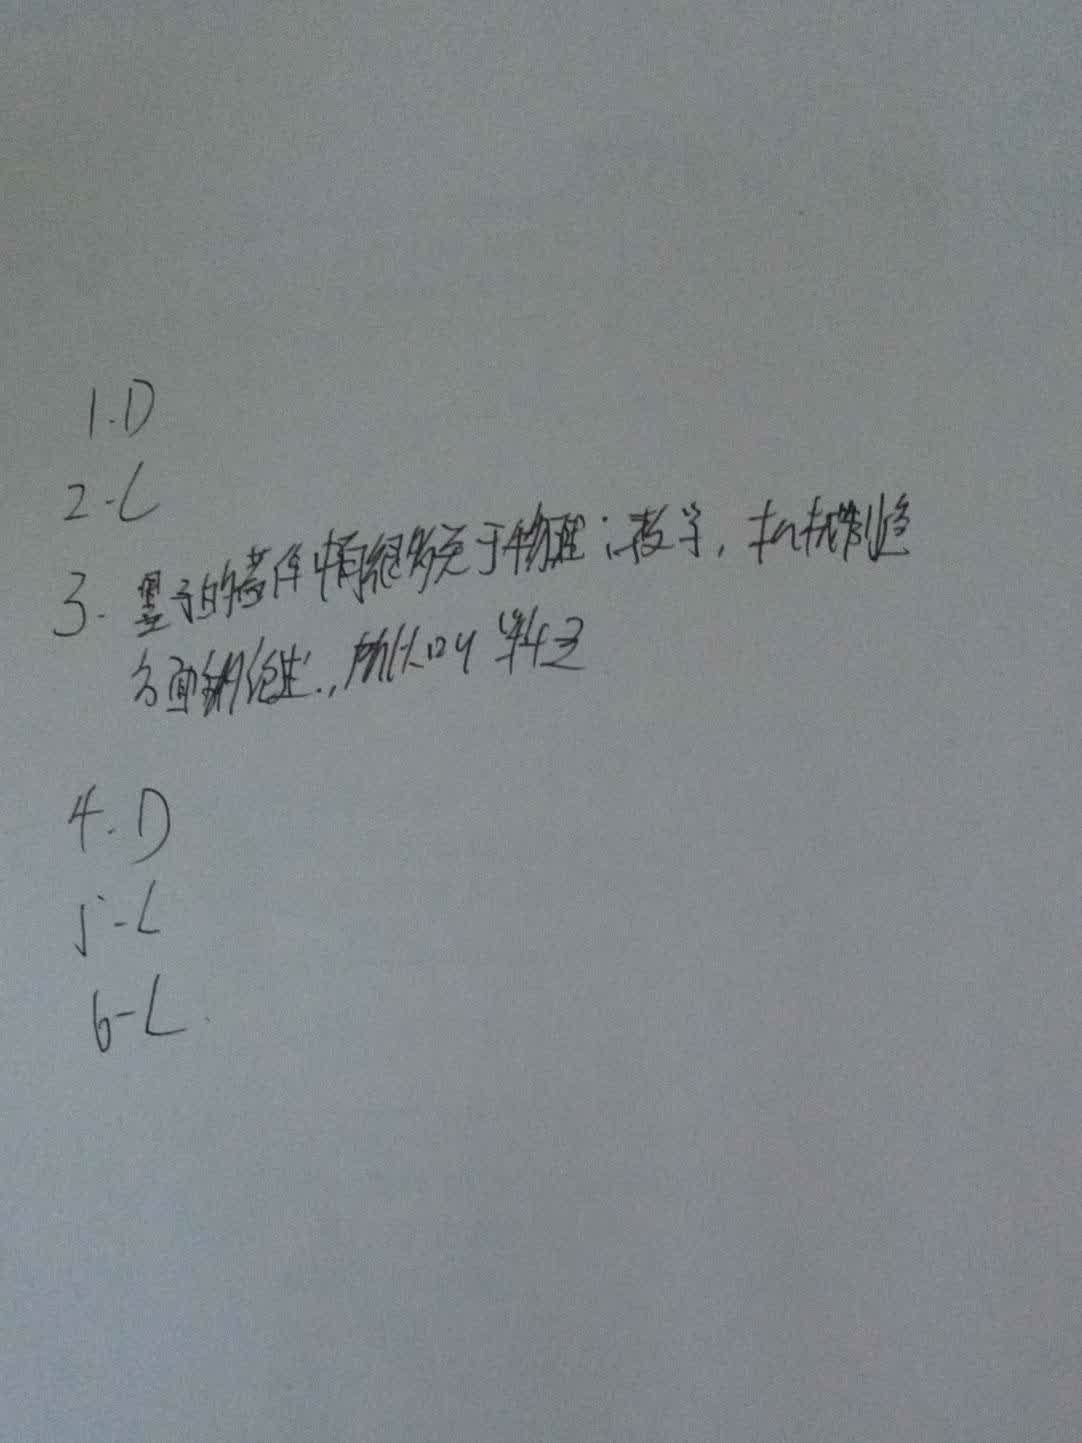 1.D
2-C
3. 墨子的著作中有很多关于物理、数学, 机械制造
方面的论述, 所以叫 科圣
4.D
5-C
6-C.